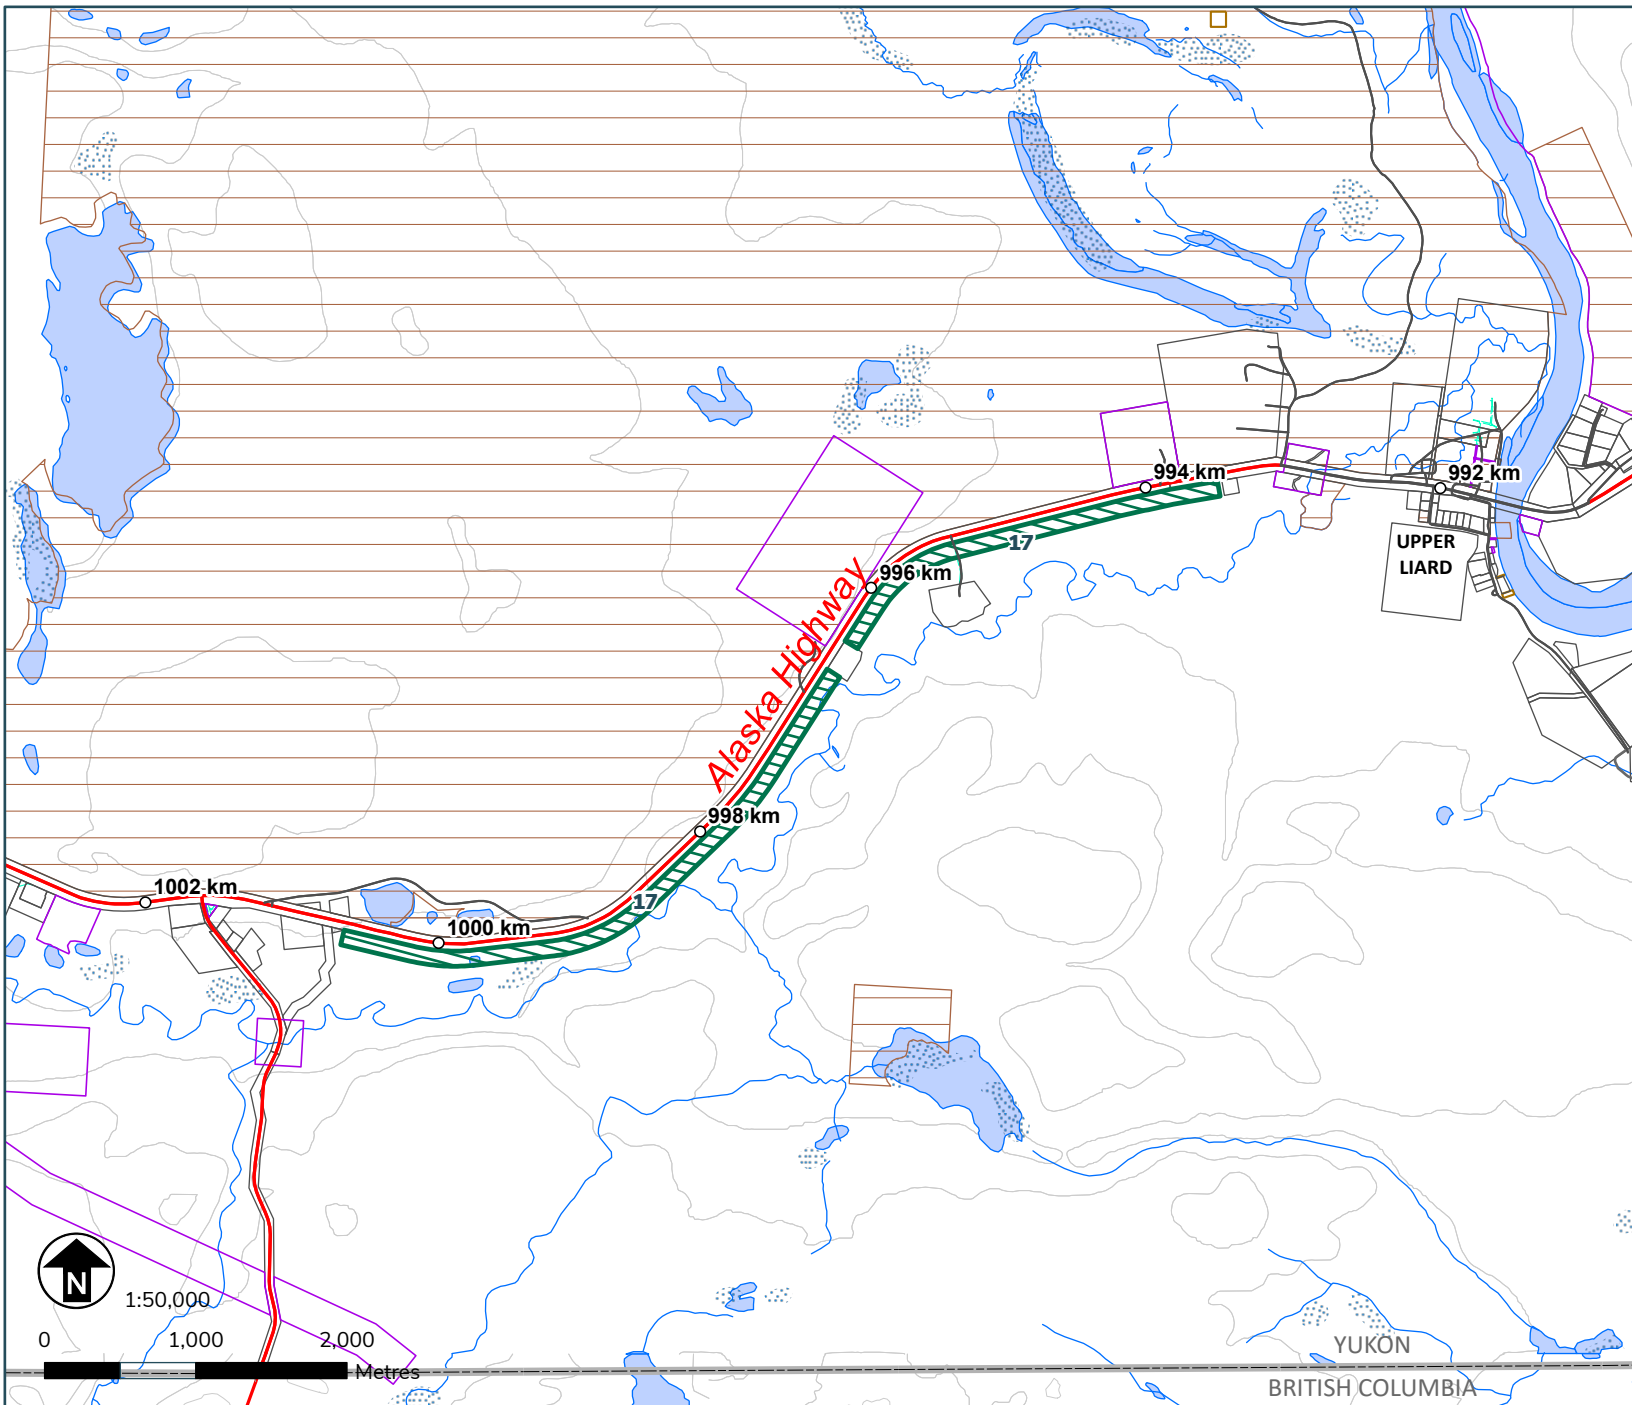 994 km
992 km
17
UPPER
LIARD
996 km
Alaska Highway
998 km
1002 km
17
1000 km
N
1:50,000
0 1,000 2,000
Metres
YUKON
BRITISH COLUMBIA